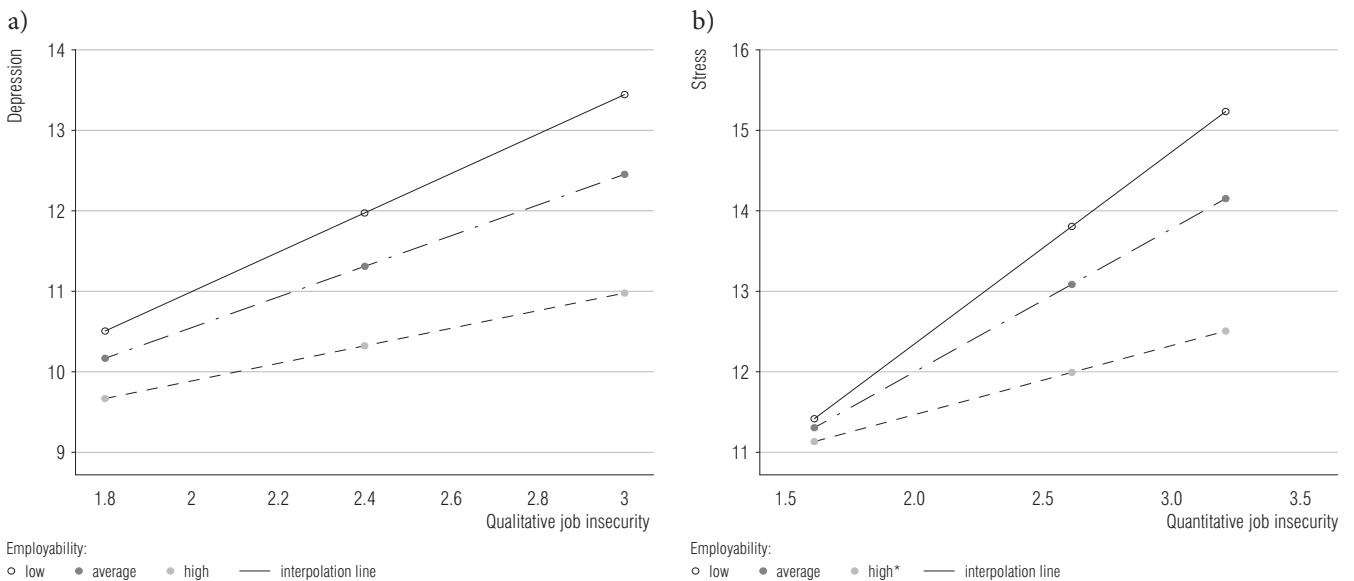 a)
Depression
14
13
12
11
10
9
1.8 2 2.2 2.4 2.6 2.8 3
Qualitative job insecurity
Employability:
low average high interpolation line
b)
Stress
16
15
14
13
12
11
1.5 2.0 2.5 3.0 3.5
Quantitative job insecurity
Employability:
low average high* interpolation line